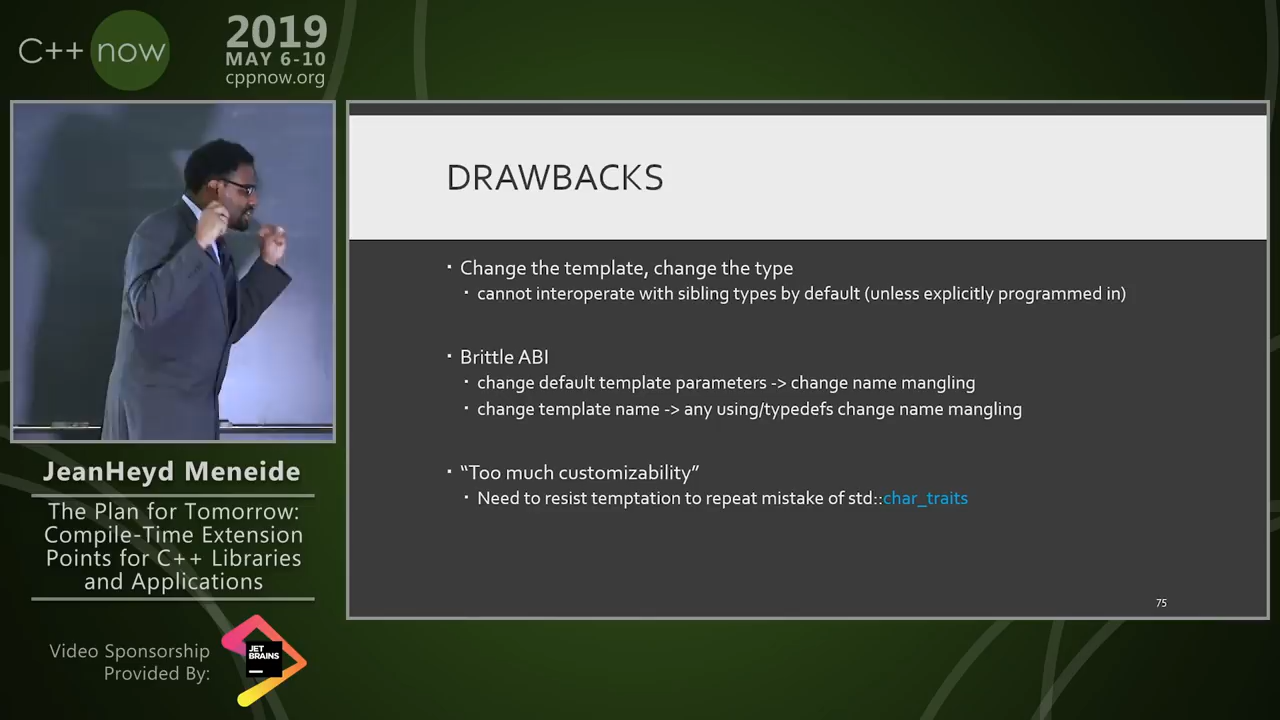 C++ now
2019
MAY 6-10
cppnow.org
DRAWBACKS
▪ Change the template, change the type
▪ cannot interoperate with sibling types by default (unless explicitly programmed in)
▪ Brittle ABI
▪ change default template parameters -> change name mangling
▪ change template name -> any using/typedefs change name mangling
▪ “Too much customizability”
▪ Need to resist temptation to repeat mistake of std::char_traits
75
JeanHeyd Meneide
The Plan for Tomorrow:
Compile-Time Extension
Points for C++ Libraries
and Applications
Video Sponsorship
Provided By:
JET
BRAINS